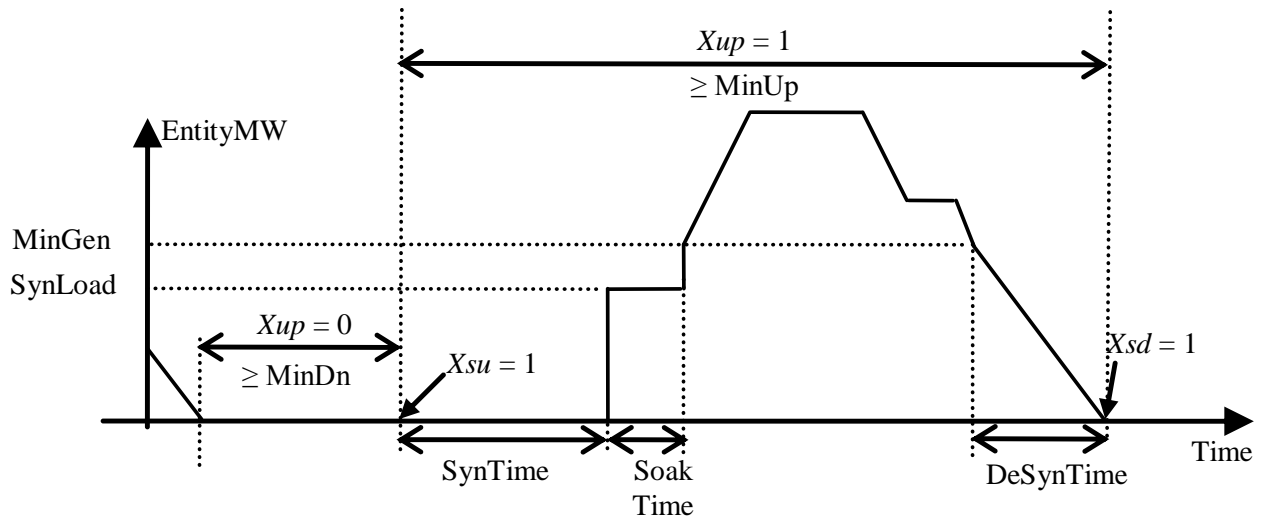 Xup = 1
≥ MinUp
EntityMW
MinGen
SynLoad
Xup = 0
≥ MinDn
Xsu = 1
Xsd = 1
SynTime
Soak
Time
DeSynTime
Time